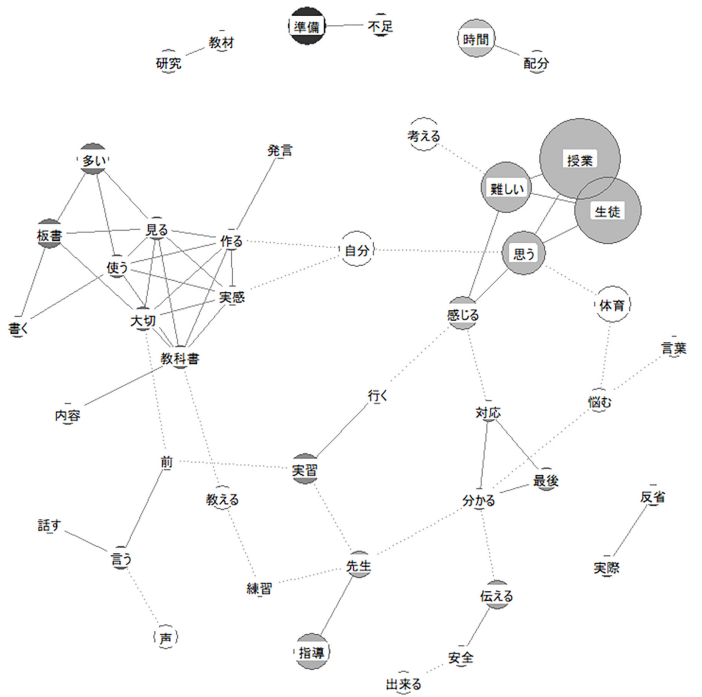 準備
不足
時間
教材
研究
配分
考える
発言
多い
授業
難しい
生徒
見る
板書
作る
自分
思う
使う
実感
体育
感じる
大切
書く
言葉
教科書
行く
悩む
内容
対応
前
実習
最後
教える
分かる
反省
話す
言う
先生
実際
練習
伝える
声
指導
安全
出来る